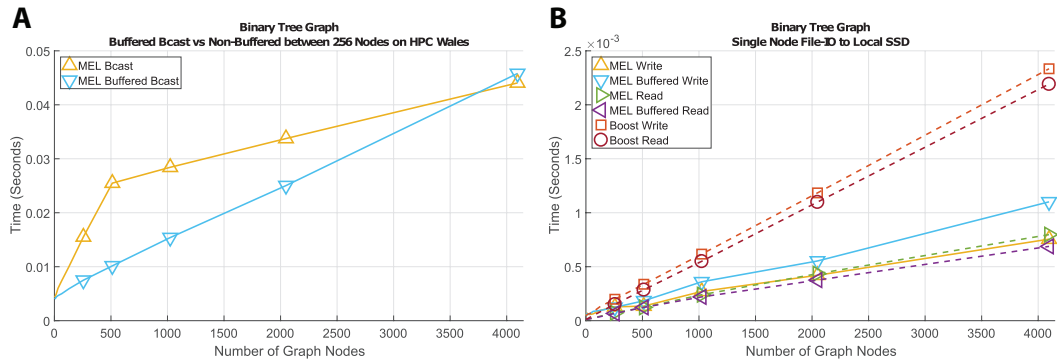 A
Binary Tree Graph
Buffered Bcast vs Non-Buffered between 256 Nodes on HPC Wales
0.05
0.04
0.03
0.02
0.01
0
Time (Seconds)
MEL Bcast
MEL Buffered Bcast
0 500 1000 1500 2000 2500 3000 3500 4000
Number of Graph Nodes
B
Binary Tree Graph
Single Node File-IO to Local SSD
×10⁻³
2.5
2
1.5
1
0.5
0
Time (Seconds)
MEL Write
MEL Buffered Write
MEL Read
MEL Buffered Read
Boost Write
Boost Read
0 500 1000 1500 2000 2500 3000 3500 4000
Number of Graph Nodes